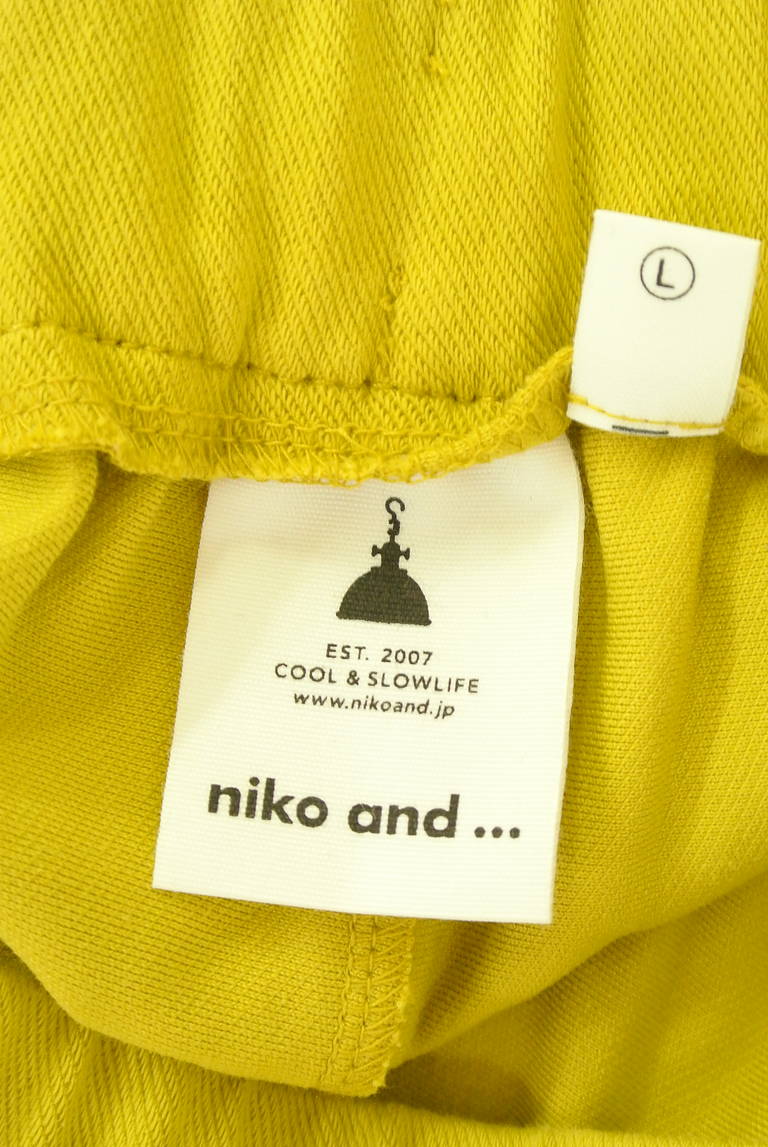 L
EST. 2007
COOL & SLOWLIFE
www.nikoand.jp
niko and ...